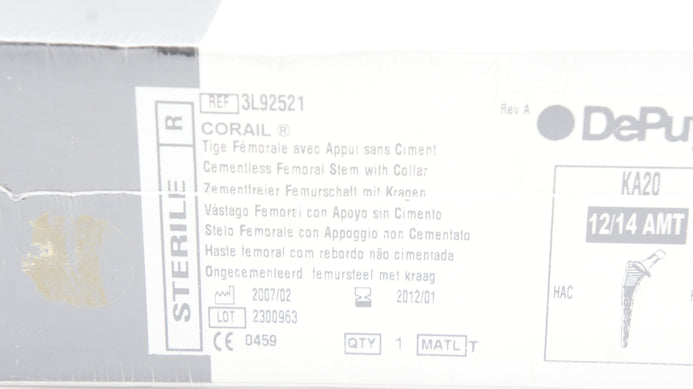 REF 3L92521
Rev A
DePu
CORAIL ®
Tige Fémorale avec Appui sans Ciment
Cementless Femoral Stem with Collar
Zementfreier Femurschaft mit Kragen
Vástago Femoral con Apoyo sin Cimento
Stelo Femorale con Appoggio non Cementato
Haste femoral com rebordo não cimentada
Ongecementeerd femursteel met kraag
2007/02 2012/01
LOT 2300963
CE 0459 QTY 1 MATL T
STERILE R
KA20
12/14 AMT
HAC